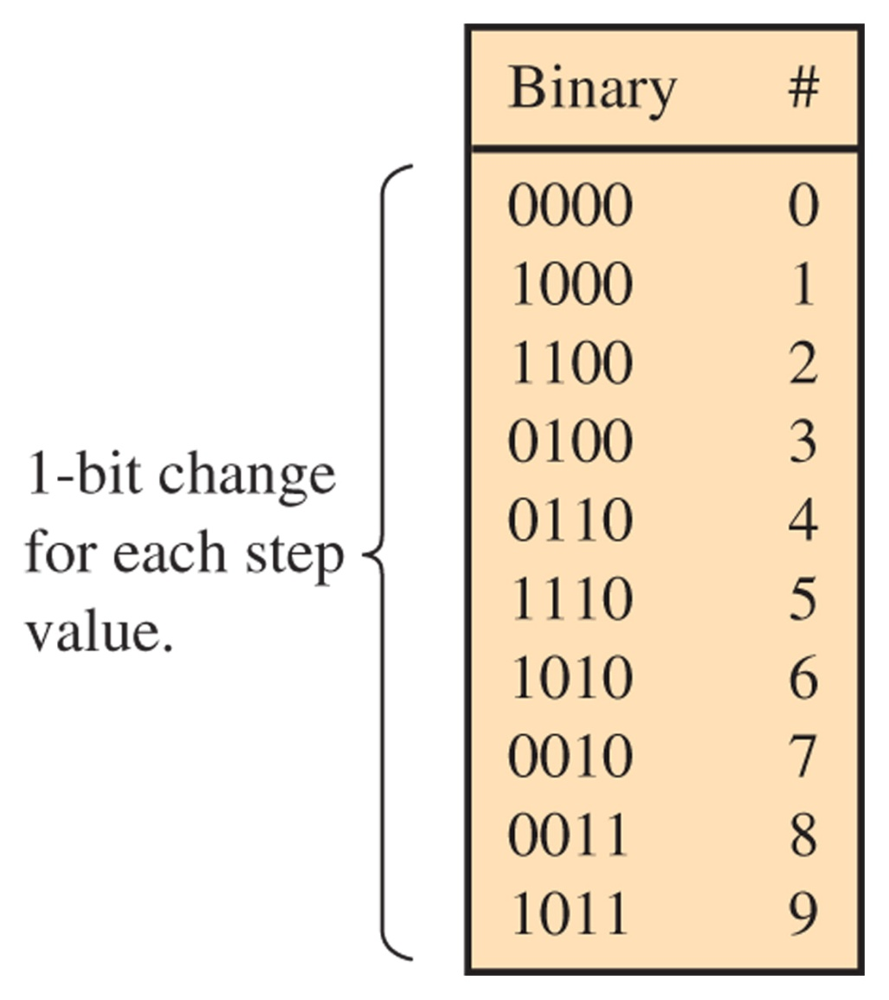 Binary #
0000 0
1000 1
1100 2
0100 3
0110 4
1110 5
1010 6
0010 7
0011 8
1011 9
1-bit change
for each step
value.